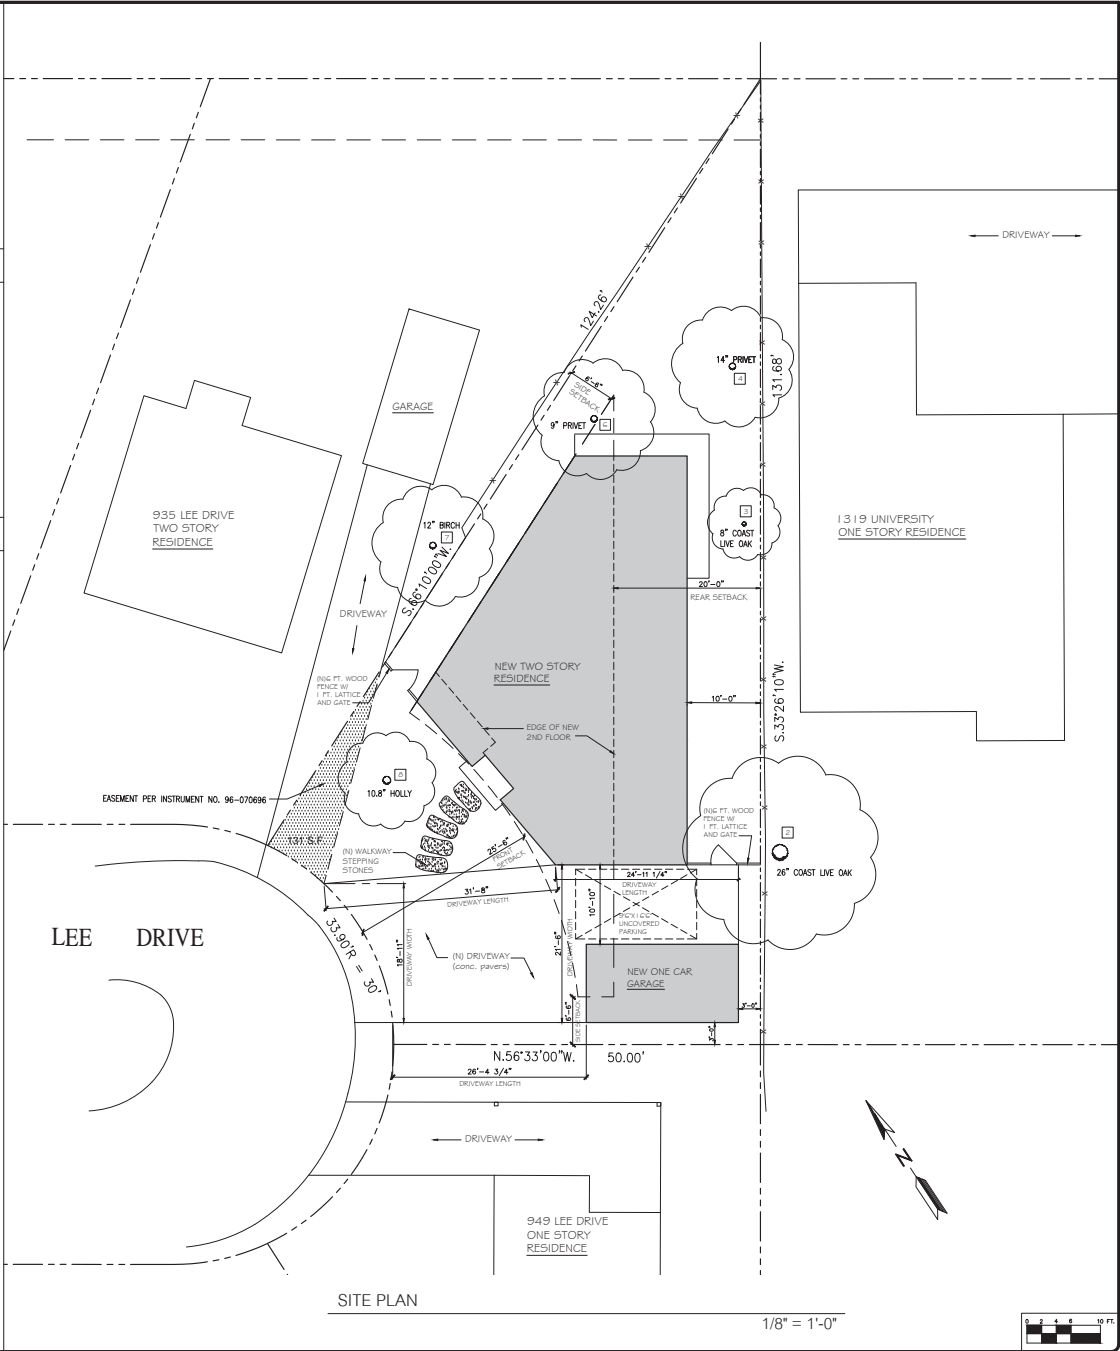 DRIVEWAY
124.26'
14" PRIVET
4
131.68'
6'-6"
SIDE
SETBACK
9" PRIVET
6
GARAGE
935 LEE DRIVE
TWO STORY
RESIDENCE
12" BIRCH
7
3
8" COAST
LIVE OAK
1319 UNIVERSITY
ONE STORY RESIDENCE
S.66°10'00"W.
DRIVEWAY
20'-0"
REAR SETBACK
NEW TWO STORY
RESIDENCE
(N)6 FT. WOOD
FENCE W/
1 FT. LATTICE
AND GATE
10'-0"
S.33°26'10"W.
EDGE OF NEW
2ND FLOOR
8
10.8" HOLLY
EASEMENT PER INSTRUMENT NO. 96-070696
131 S.F.
(N) WALKWAY
STEPPING
STONES
25'-6"
FRONT
SETBACK
(N)6 FT. WOOD
FENCE W/
1 FT. LATTICE
AND GATE
2
26" COAST LIVE OAK
31'-8"
DRIVEWAY LENGTH
24'-11 1/4"
DRIVEWAY
LENGTH
10'-10"
UNCOVERED
PARKING
LEE DRIVE
33.90'R = 30'
18'-11"
DRIVEWAY WIDTH
(N) DRIVEWAY
(conc. pavers)
21'-6"
DRIVEWAY WIDTH
NEW ONE CAR
GARAGE
6'-6"
SIDE SETBACK
3'-0"
3'-0"
N.56°33'00"W. 50.00'
26'-4 3/4"
DRIVEWAY LENGTH
DRIVEWAY
N
949 LEE DRIVE
ONE STORY
RESIDENCE
SITE PLAN
1/8" = 1'-0"
0 2 4 6 10 FT.